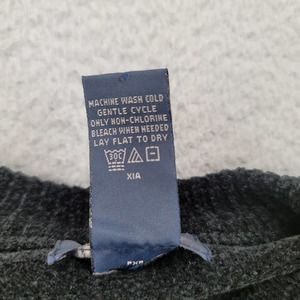 MACHINE WASH COLD
GENTLE CYCLE
ONLY NON-CHLORINE
BLEACH WHEN NEEDED
LAY FLAT TO DRY
30C
XIA